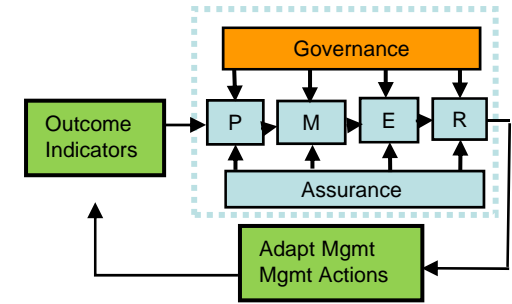 Governance
Outcome
Indicators
P
M
E
R
Assurance
Adapt Mgmt
Mgmt Actions